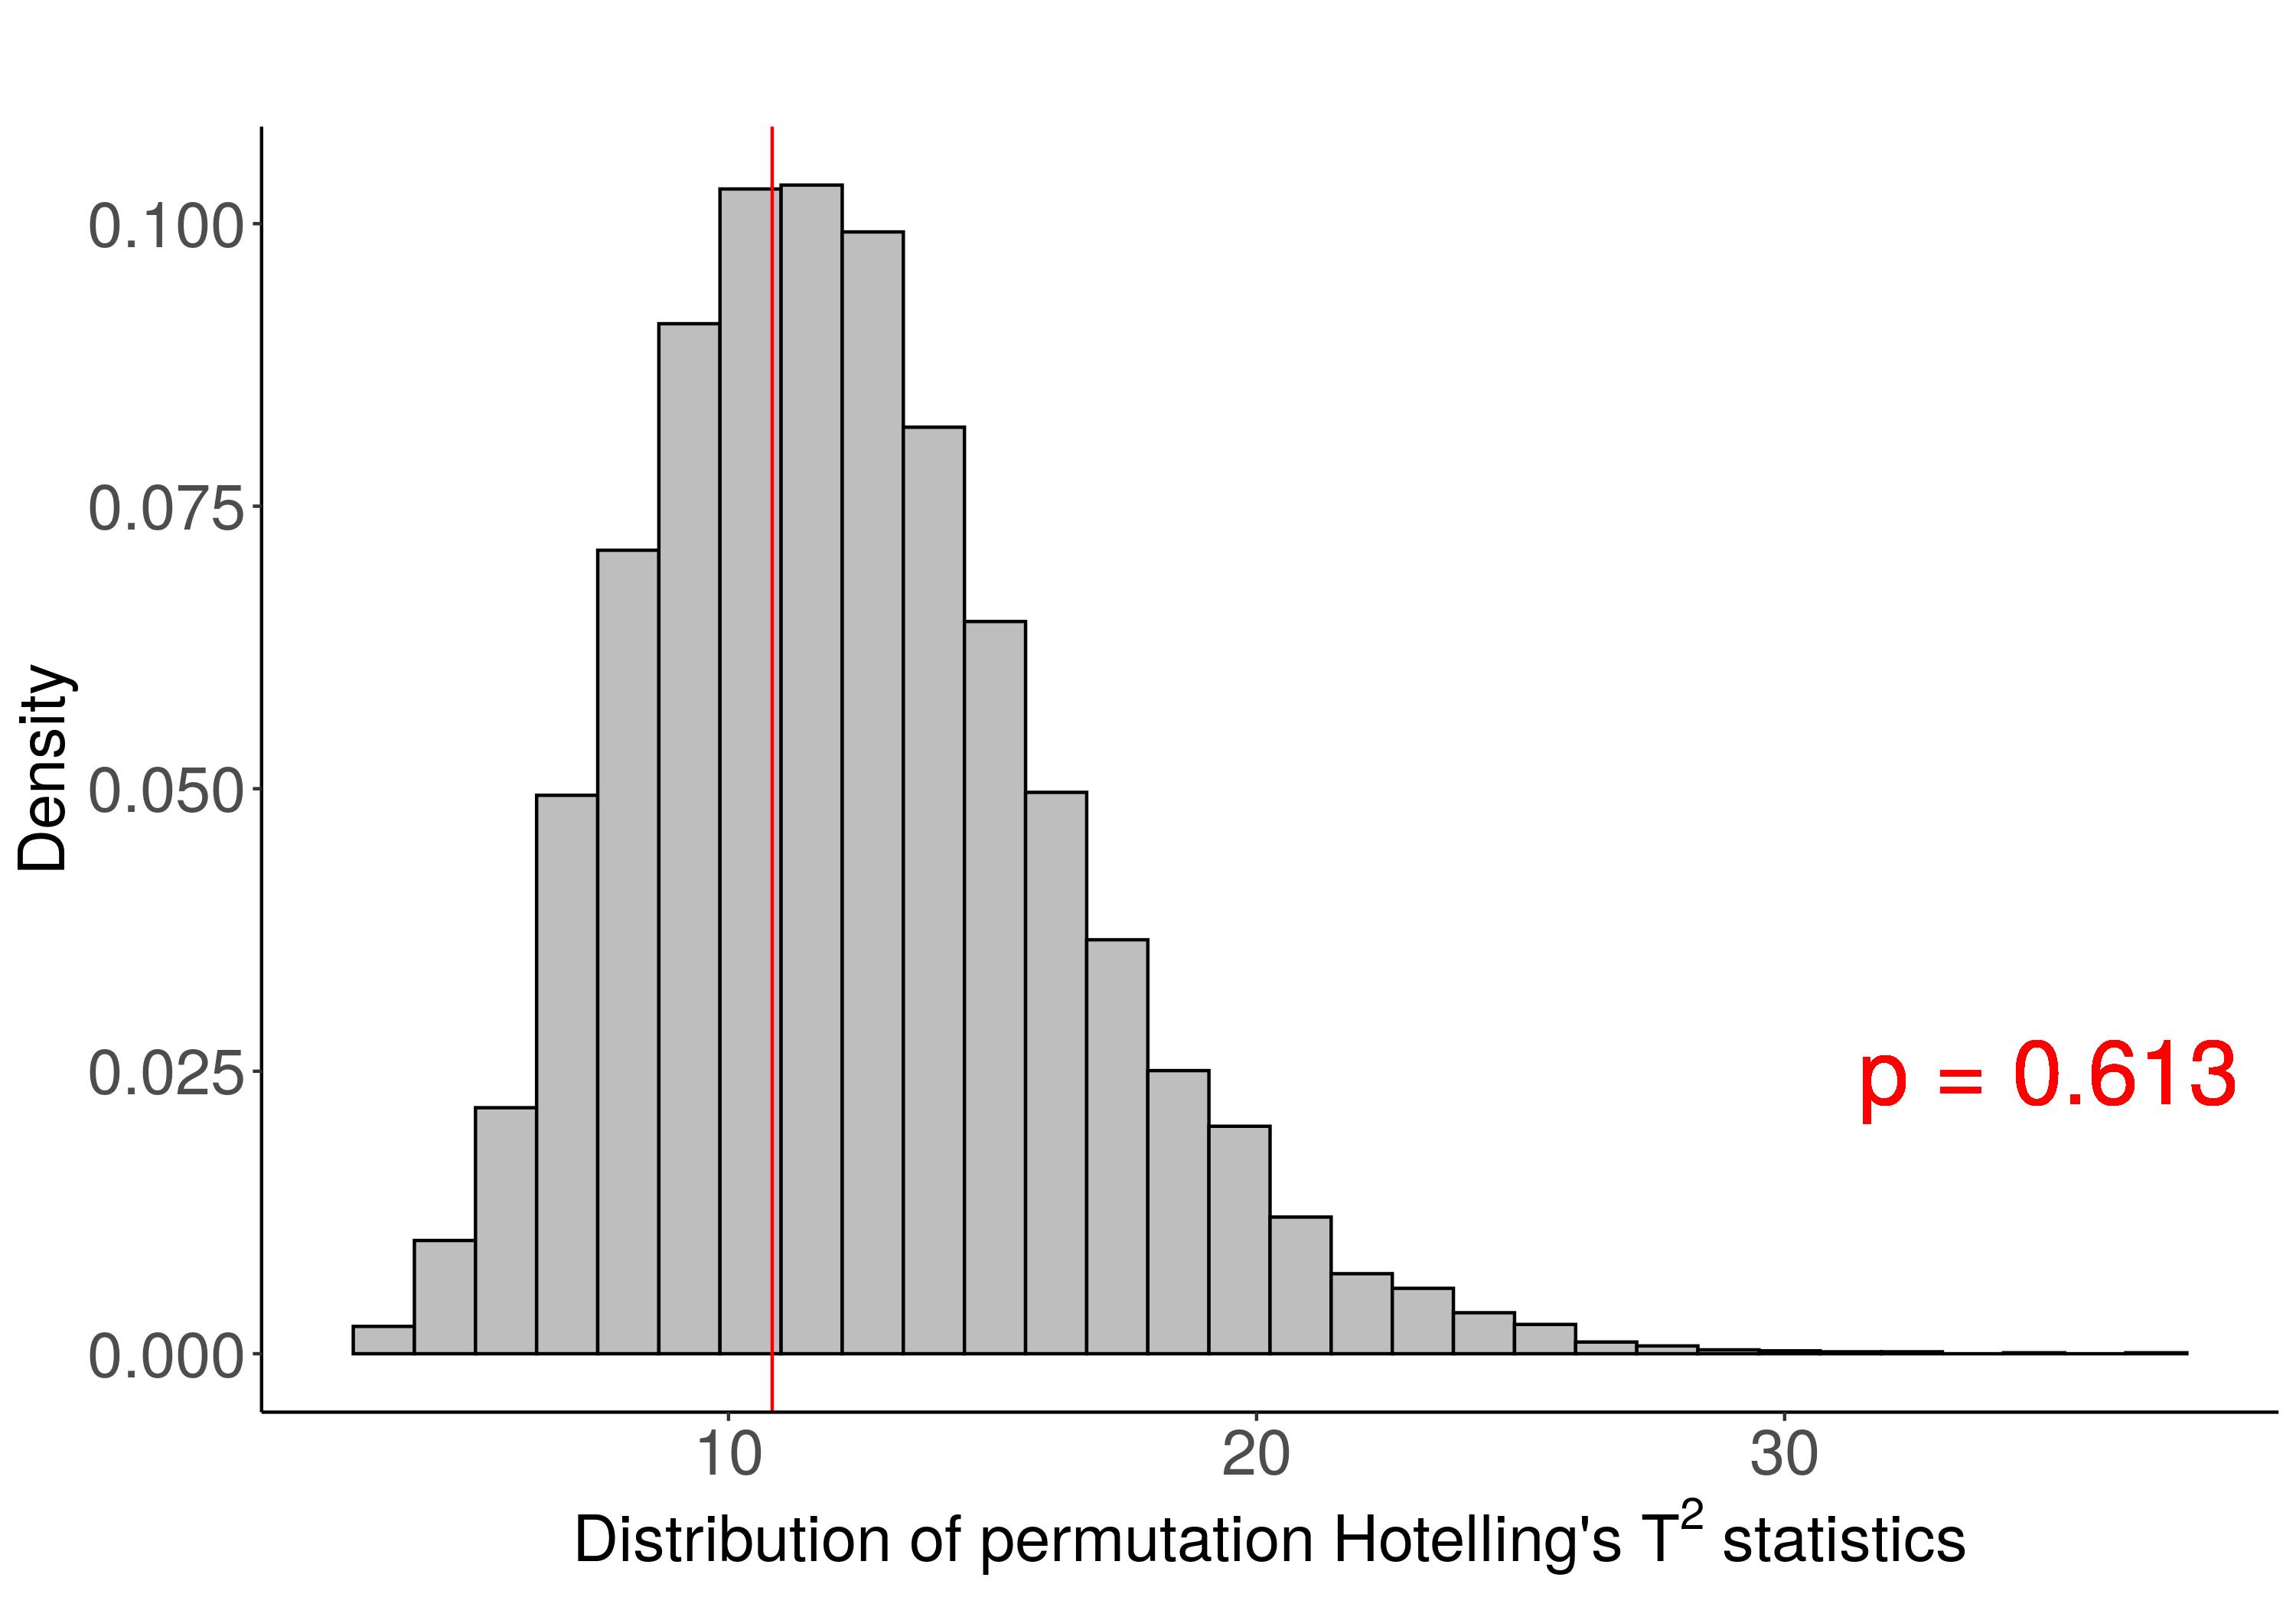 0.100
0.075
0.050
0.025
0.000
Density
p = 0.613
10 20 30
Distribution of permutation Hotelling's T² statistics